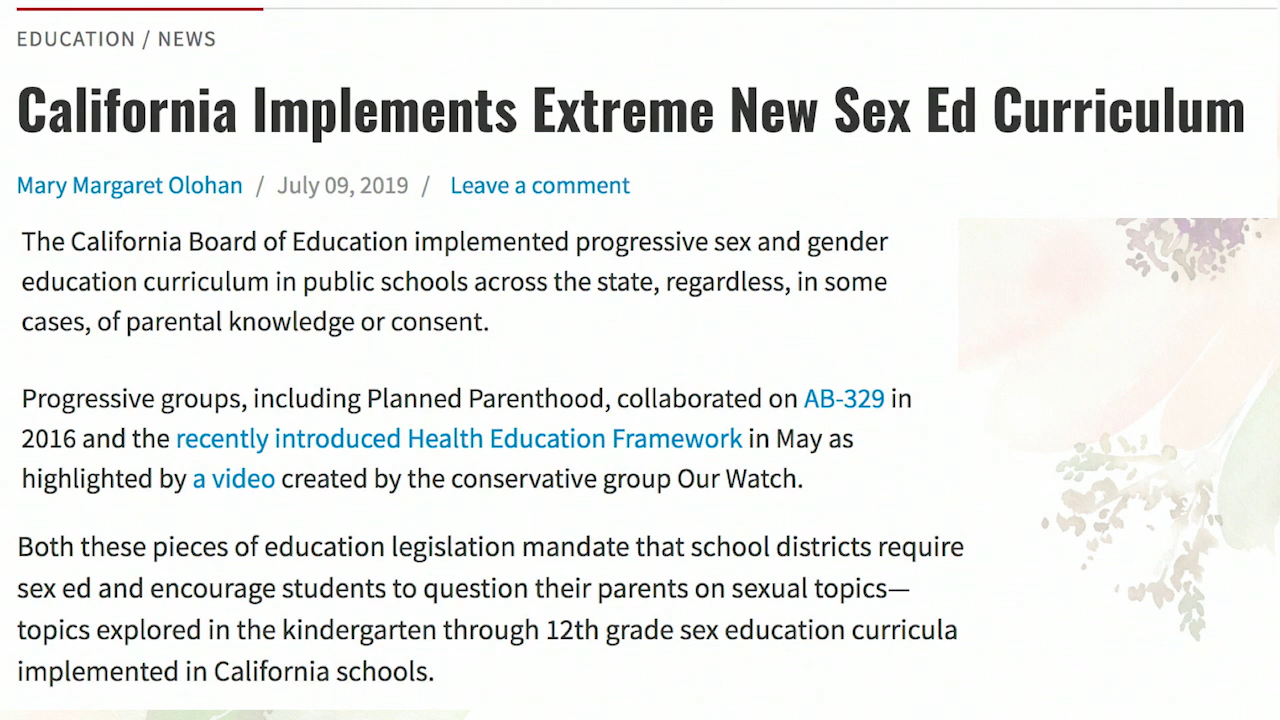 EDUCATION / NEWS
California Implements Extreme New Sex Ed Curriculum
Mary Margaret Olohan / July 09, 2019 / Leave a comment
The California Board of Education implemented progressive sex and gender
education curriculum in public schools across the state, regardless, in some
cases, of parental knowledge or consent.
Progressive groups, including Planned Parenthood, collaborated on AB-329 in
2016 and the recently introduced Health Education Framework in May as
highlighted by a video created by the conservative group Our Watch.
Both these pieces of education legislation mandate that school districts require
sex ed and encourage students to question their parents on sexual topics—
topics explored in the kindergarten through 12th grade sex education curricula
implemented in California schools.